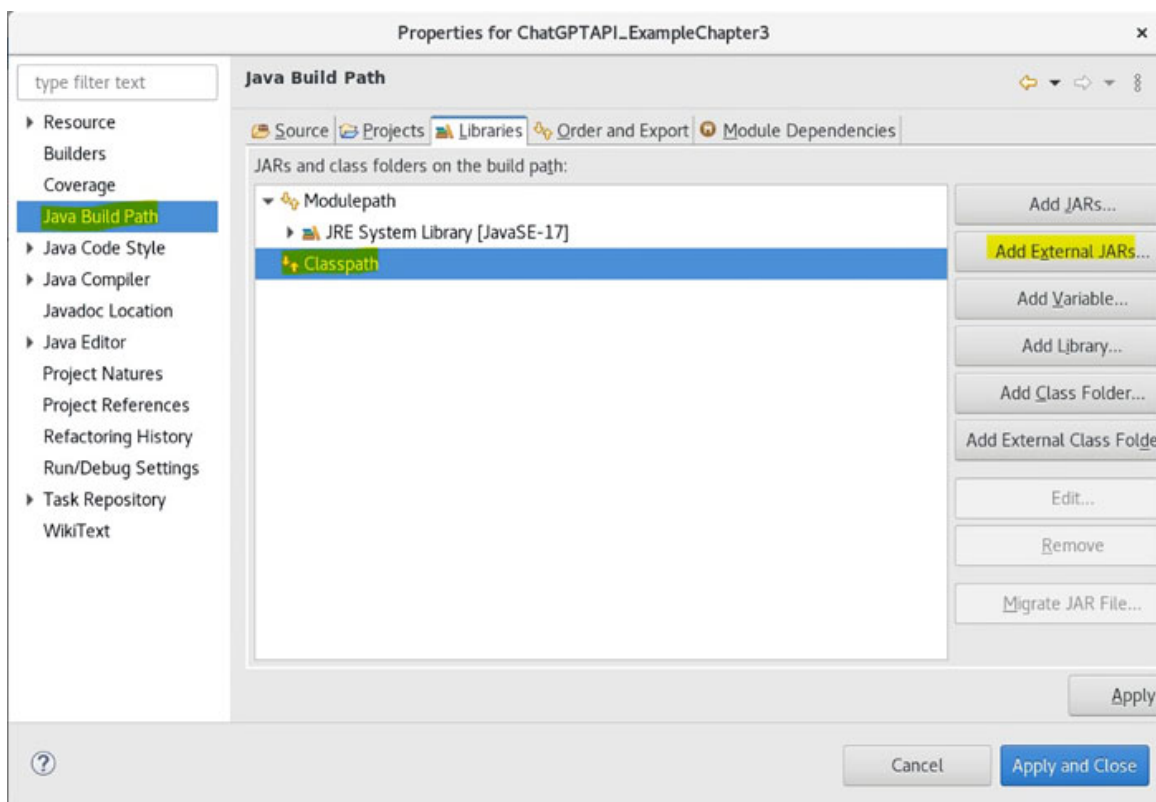 Properties for ChatGPTAPI_ExampleChapter3
×
type filter text
Resource
Builders
Coverage
Java Build Path
Java Code Style
Java Compiler
Javadoc Location
Java Editor
Project Natures
Project References
Refactoring History
Run/Debug Settings
Task Repository
WikiText
Java Build Path
Source Projects Libraries Order and Export Module Dependencies
JARs and class folders on the build path:
Modulepath
JRE System Library [JavaSE-17]
Classpath
Add JARs...
Add External JARs...
Add Variable...
Add Library...
Add Class Folder...
Add External Class Folde
Edit...
Remove
Migrate JAR File...
Apply
?
Cancel
Apply and Close